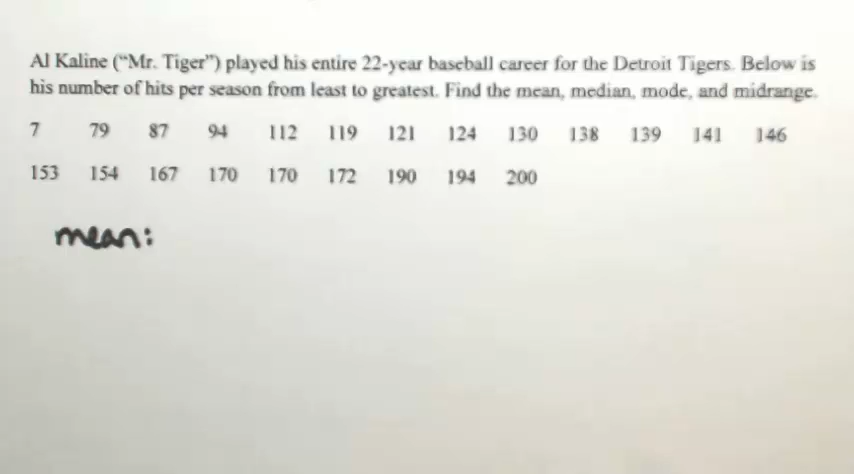 Al Kaline (“Mr. Tiger”) played his entire 22-year baseball career for the Detroit Tigers. Below is
his number of hits per season from least to greatest. Find the mean, median, mode, and midrange.
7 79 87 94 112 119 121 124 130 138 139 141 146
153 154 167 170 170 172 190 194 200
mean: